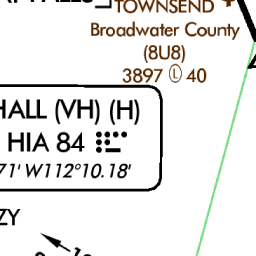 TOWNSEND
Broadwater County
(8U8)
3897 Ⓛ 40
HALL (VH) (H)
HIA 84
71' W112°10.18'
ZY